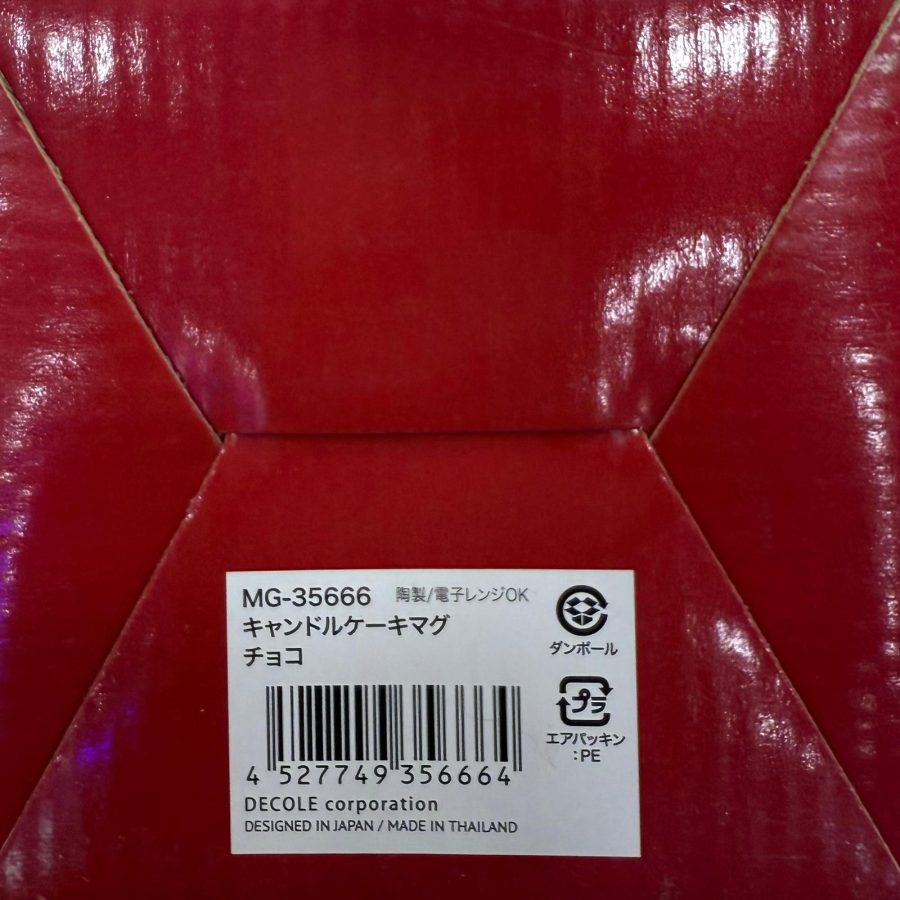 MG-35666 陶製/電子レンジOK
キャンドルケーキマグ
チョコ
4 527749 356664
DECOLE corporation
DESIGNED IN JAPAN / MADE IN THAILAND
ダンボール
プラ
エアパッキン
:PE